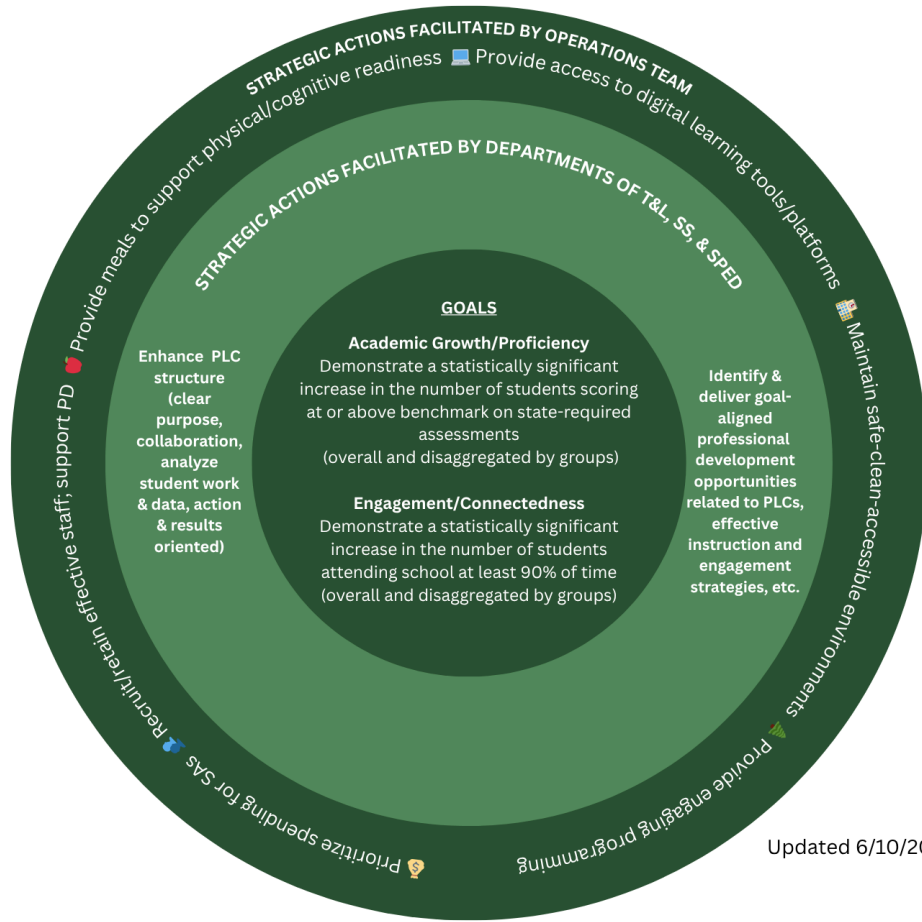 STRATEGIC ACTIONS FACILITATED BY OPERATIONS TEAM
Provide meals to support physical/cognitive readiness
Provide access to digital learning tools/platforms
Maintain safe-clean-accessible environments
Provide engaging programming
Prioritize spending for SAs
Recruit/retain effective staff; support PD
STRATEGIC ACTIONS FACILITATED BY DEPARTMENTS OF T&L, SS, & SPED
Enhance PLC
structure
(clear
purpose,
collaboration,
analyze
student work
& data, action
& results
oriented)
GOALS
Academic Growth/Proficiency
Demonstrate a statistically significant
increase in the number of students scoring
at or above benchmark on state-required
assessments
(overall and disaggregated by groups)
Engagement/Connectedness
Demonstrate a statistically significant
increase in the number of students
attending school at least 90% of time
(overall and disaggregated by groups)
Identify &
deliver goal-
aligned
professional
development
opportunities
related to PLCs,
effective
instruction and
engagement
strategies, etc.
Updated